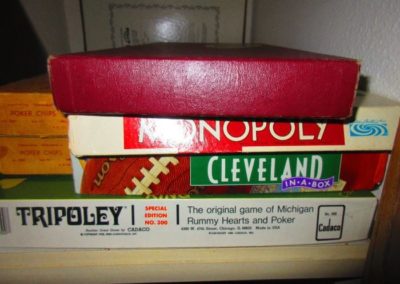 POKER CHIPS
POKER CHIPS
MONOPOLY
CLEVELAND
IN-A-BOX
TRIPOLEY
SPECIAL
EDITION
NO. 300
The original game of Michigan
Rummy Hearts and Poker
Cadaco